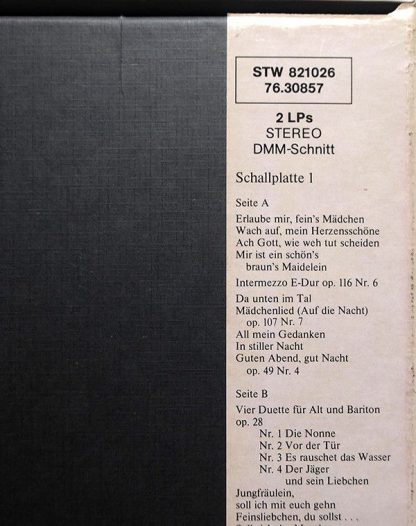 STW 821026
76.30857
2 LPs
STEREO
DMM-Schnitt
Schallplatte 1
Seite A
Erlaube mir, fein's Mädchen
Wach auf, mein Herzensschöne
Ach Gott, wie weh tut scheiden
Mir ist ein schön's
braun's Maidelein
Intermezzo E-Dur op. 116 Nr. 6
Da unten im Tal
Mädchenlied (Auf die Nacht)
op. 107 Nr. 7
All mein Gedanken
In stiller Nacht
Guten Abend, gut Nacht
op. 49 Nr. 4
Seite B
Vier Duette für Alt und Bariton
op. 28
Nr. 1 Die Nonne
Nr. 2 Vor der Tür
Nr. 3 Es rauschet das Wasser
Nr. 4 Der Jäger
und sein Liebchen
Jungfräulein,
soll ich mit euch gehn
Feinsliebchen, du sollst . . .